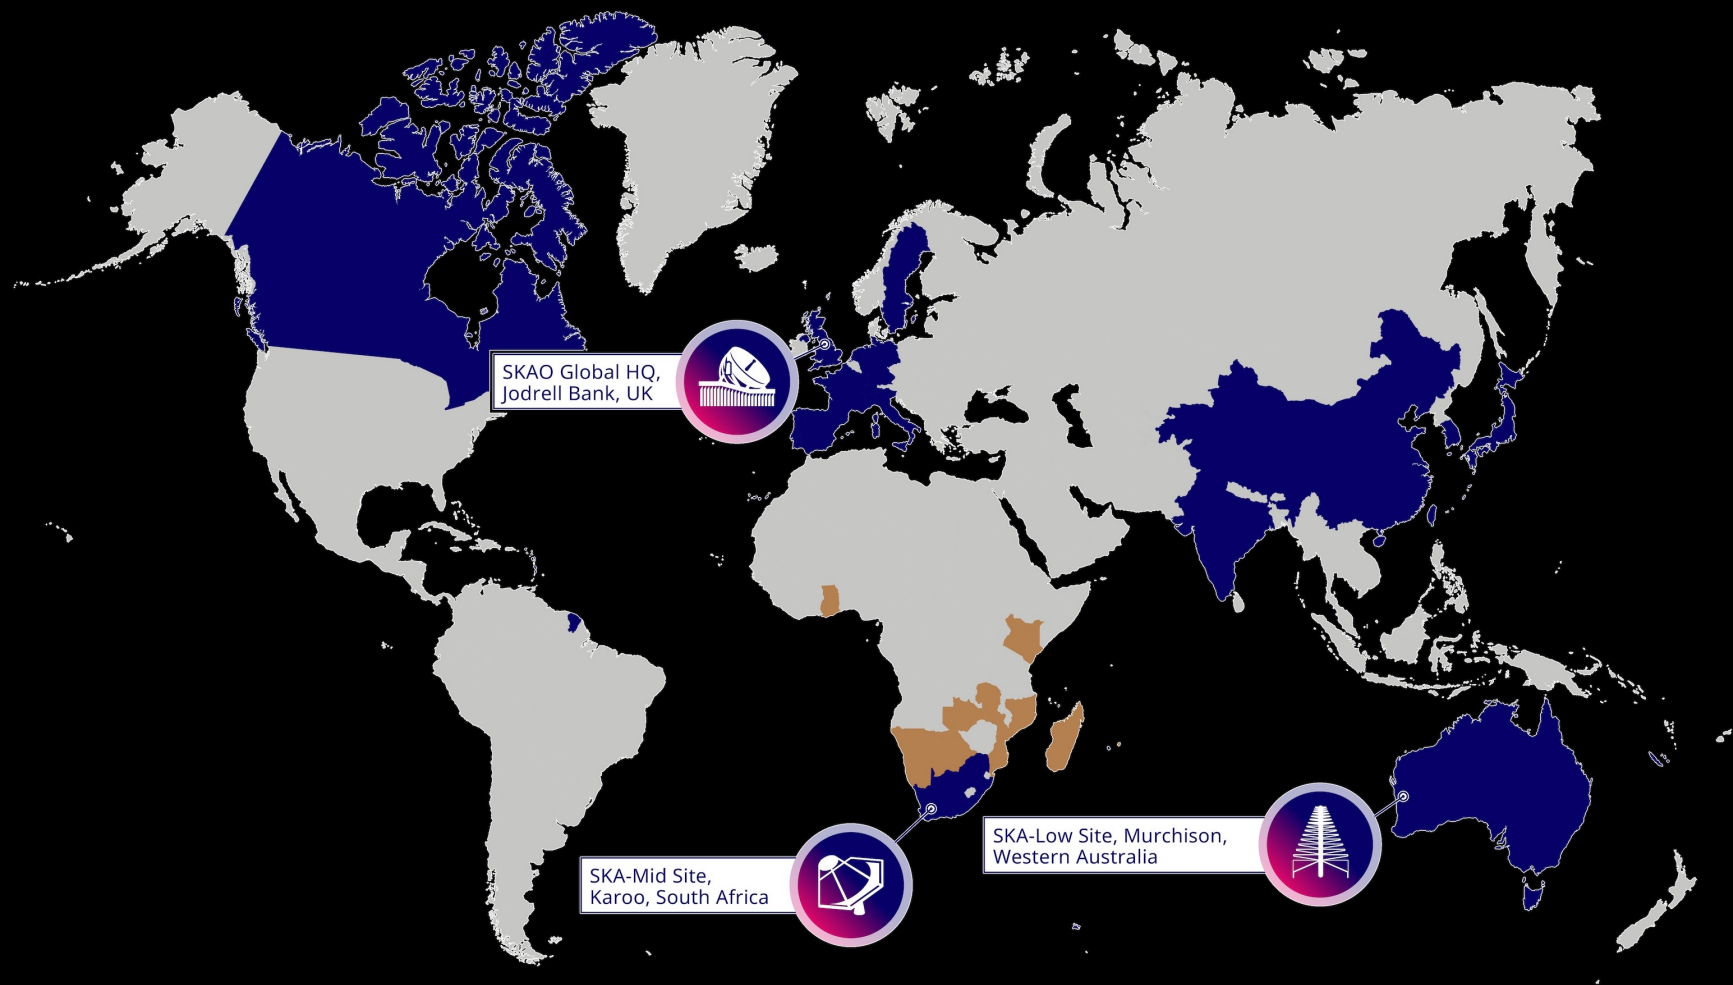 SKAO Global HQ,
Jodrell Bank, UK
SKA-Low Site, Murchison,
Western Australia
SKA-Mid Site,
Karoo, South Africa